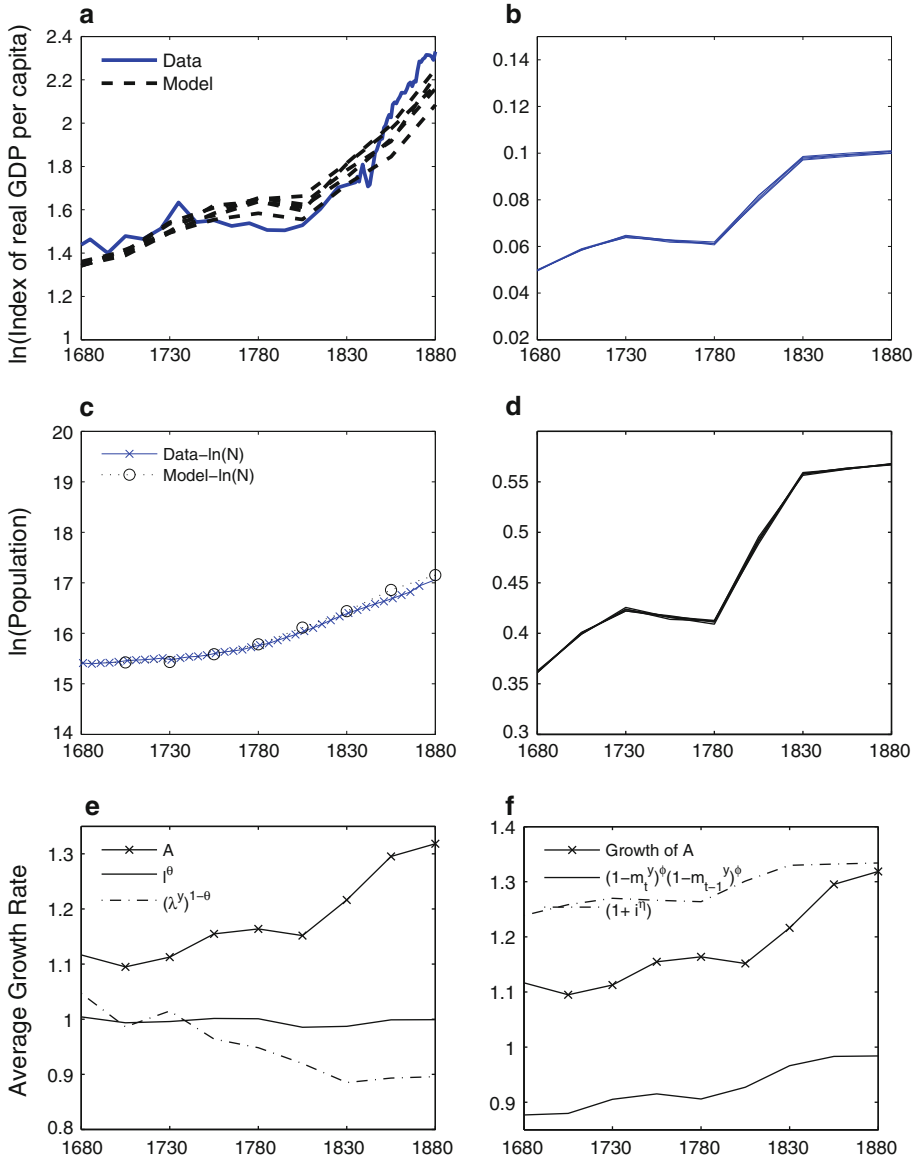 a
ln(Index of real GDP per capita)
2.4
2.2
2
1.8
1.6
1.4
1.2
1
Data
Model
1680 1730 1780 1830 1880
b
0.14
0.12
0.1
0.08
0.06
0.04
0.02
1680 1730 1780 1830 1880
c
ln(Population)
20
19
18
17
16
15
14
Data−ln(N)
Model−ln(N)
1680 1730 1780 1830 1880
d
0.55
0.5
0.45
0.4
0.35
0.3
1680 1730 1780 1830 1880
e
Average Growth Rate
1.3
1.2
1.1
1
0.9
0.8
A
l^θ
(λ^y)^{1−θ}
1680 1730 1780 1830 1880
f
1.4
1.3
1.2
1.1
1
0.9
Growth of A
(1−m_t^y)^ϕ(1−m_{t−1}^y)^ϕ
(1+ i^η)
1680 1730 1780 1830 1880